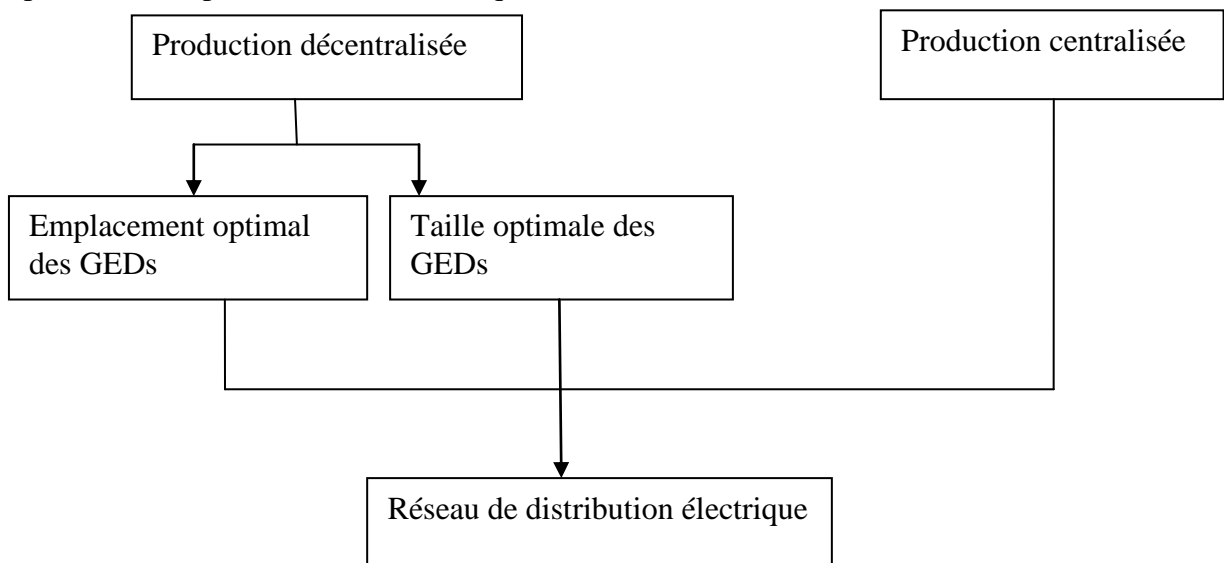 Production décentralisée
Production centralisée
Emplacement optimal
des GEDs
Taille optimale des
GEDs
Réseau de distribution électrique